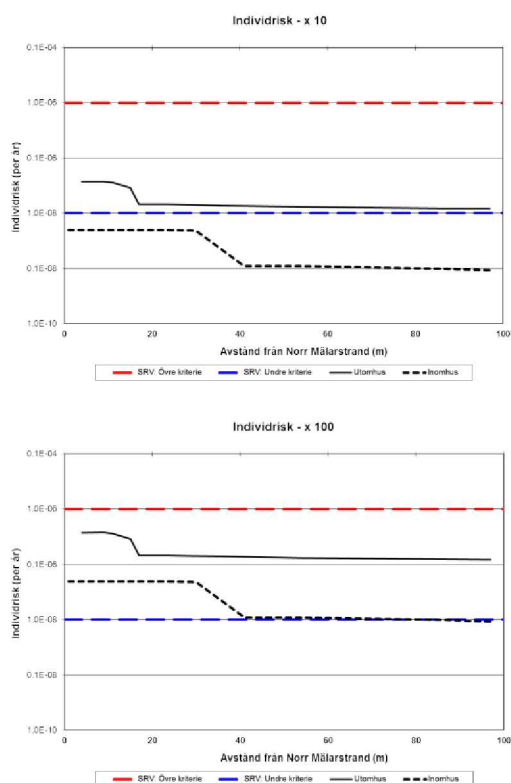 Individrisk - x 10
0.1E-04
1.0E-06
0.1E-06
1.0E-08
0.1E-08
1.0E-10
Individrisk (per år)
0 20 40 60 80 100
Avstånd från Norr Mälarstrand (m)
SRV: Övre kriterie SRV: Undre kriterie Utomhus Inomhus
Individrisk - x 100
0.1E-04
1.0E-06
0.1E-06
1.0E-08
0.1E-08
0.1E-10
Individrisk (per år)
0 20 40 60 80 100
Avstånd från Norr Mälarstrand (m)
SRV: Övre kriterie SRV: Undre kriterie Utomhus Inomhus